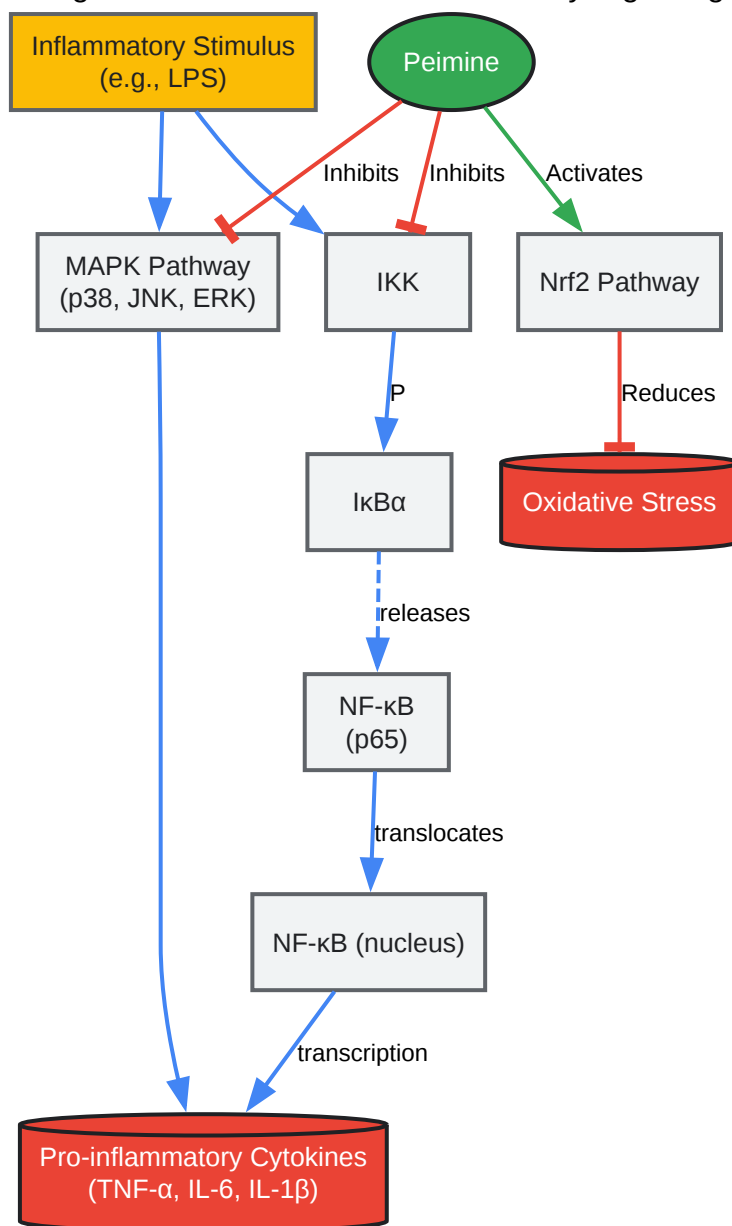 Inflammatory Stimulus
(e.g., LPS)
Peimine
Inhibits
Inhibits
Activates
MAPK Pathway
(p38, JNK, ERK)
IKK
Nrf2 Pathway
P
Reduces
IκBα
Oxidative Stress
releases
NF-κB
(p65)
translocates
NF-κB (nucleus)
transcription
Pro-inflammatory Cytokines
(TNF-α, IL-6, IL-1β)